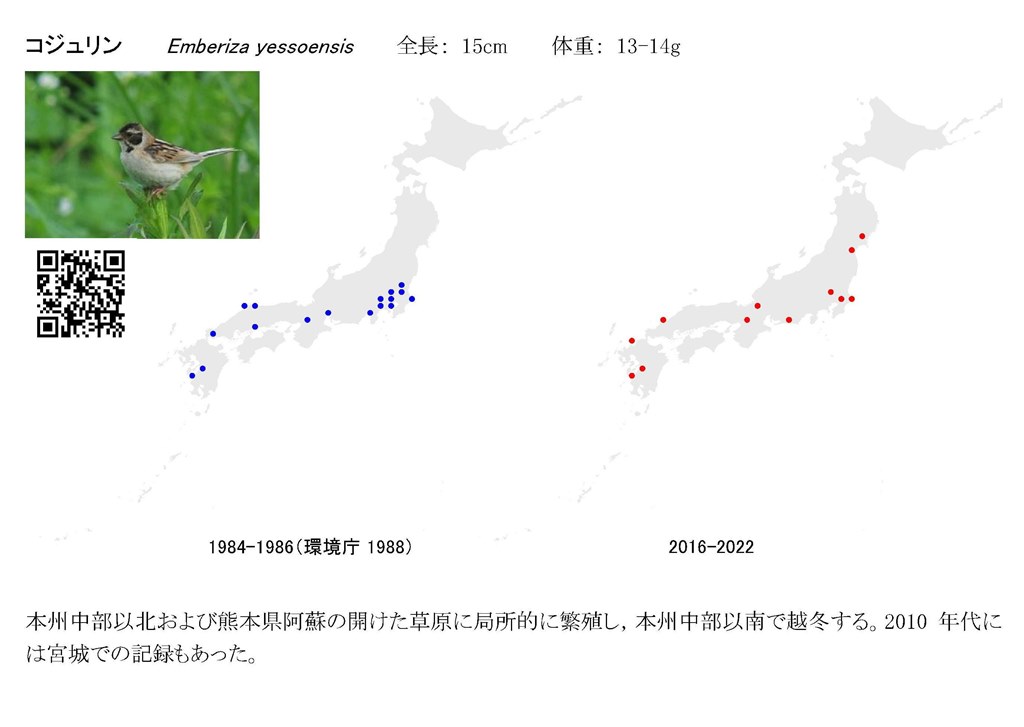 コジュリン Emberiza yessoensis 全長： 15cm 体重： 13-14g
1984-1986（環境庁 1988） 2016-2022
本州中部以北および熊本県阿蘇の開けた草原に局所的に繁殖し，本州中部以南で越冬する。2010 年代に
は宮城での記録もあった。